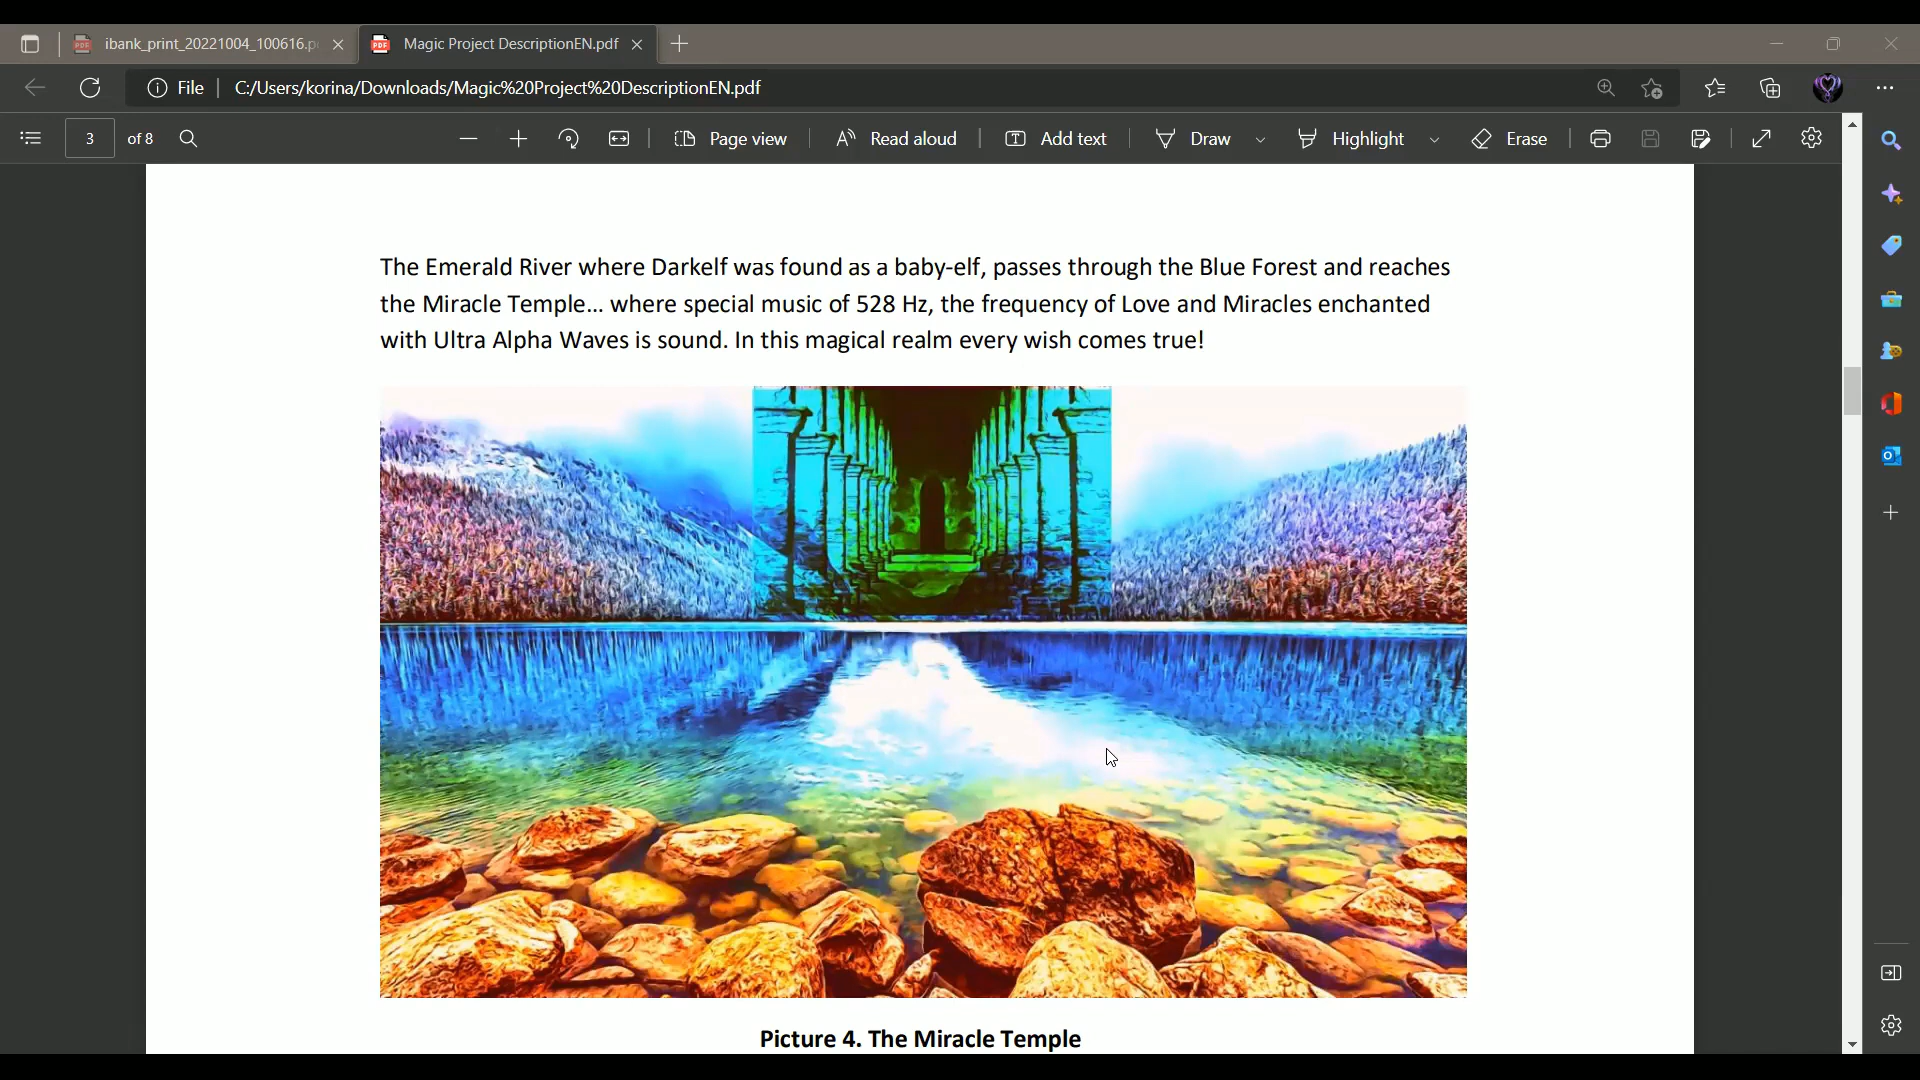 ibank_print_20221004_100616.p
Magic Project DescriptionEN.pdf
File
C:/Users/korina/Downloads/Magic%20Project%20DescriptionEN.pdf
3 of 8
Page view
Read aloud
Add text
Draw
Highlight
Erase
The Emerald River where Darkelf was found as a baby-elf, passes through the Blue Forest and reaches
the Miracle Temple... where special music of 528 Hz, the frequency of Love and Miracles enchanted
with Ultra Alpha Waves is sound. In this magical realm every wish comes true!
Picture 4. The Miracle Temple